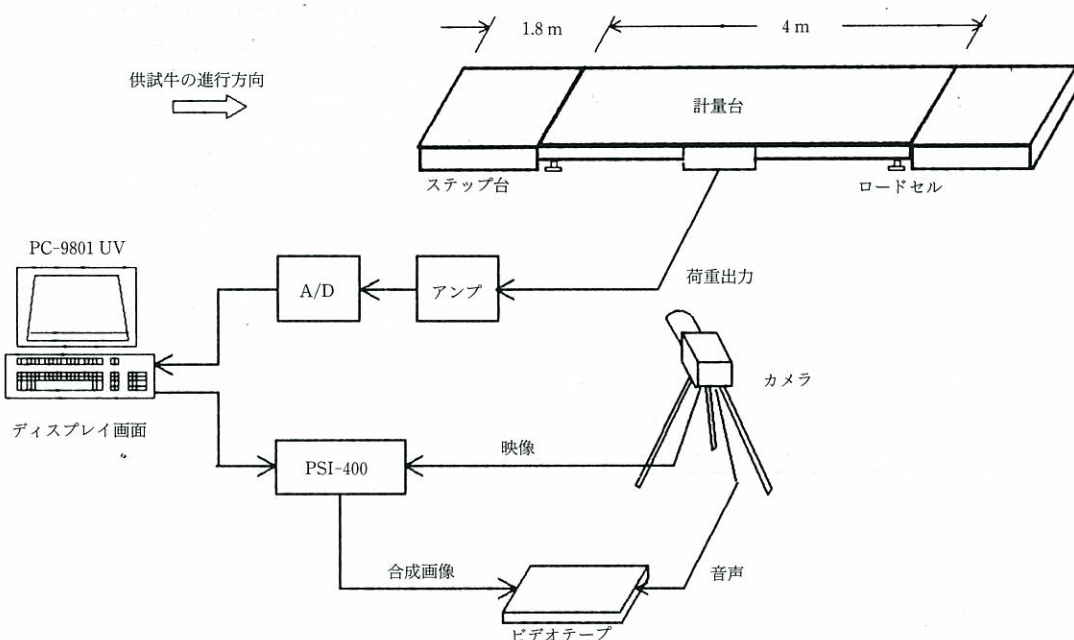 1.8 m
4 m
供試牛の進行方向
計量台
ステップ台
ロードセル
PC-9801 UV
A/D
アンプ
荷重出力
カメラ
ディスプレイ画面
PSI-400
映像
合成画像
音声
ビデオテープ